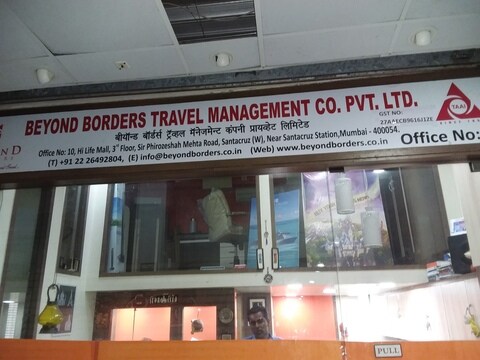 BEYOND BORDERS TRAVEL MANAGEMENT CO. PVT. LTD.
बीयॉन्ड बॉर्डर्स ट्रॅव्हल मॅनेजमेन्ट कंपनी प्रायव्हेट लिमिटेड
GST NO:
TAAI
Office No: 10, Hi Life Mall, 3rd Floor, Sir Phirozeshah Mehta Road, Santacruz (W), Near Santacruz Station, Mumbai - 400054.
(T) +91 22 26492804, (E) info@beyondborders.co.in (Web) www.beyondborders.co.in
Office No:
PULL